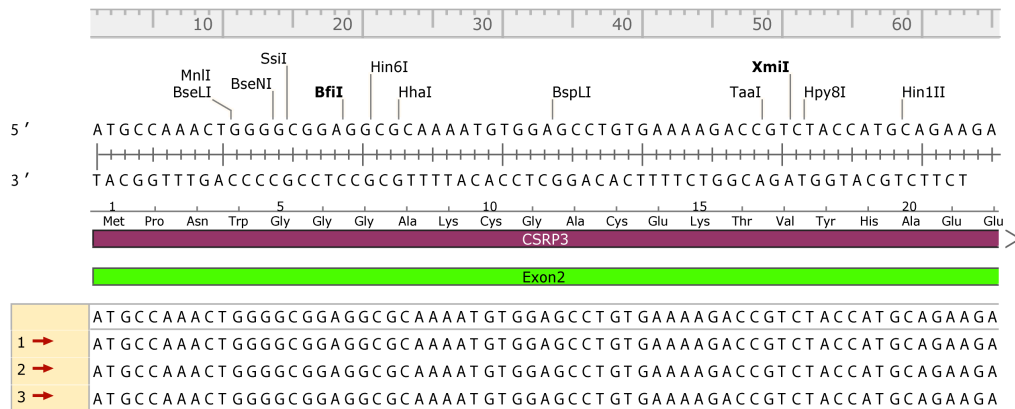 10 20 30 40 50 60
SsiI XmiI
MnlI Hin6I
BseLI BseNI BfiI HhaI BspLI TaaI Hpy8I Hin1II
5′ ATGCCAAACTGGGGCGGAGGCGCAAAATGTGGAGCCTGTGAAAAGACCGTCTACCATGCAGAAGA
3′ TACGGTTTGACCCCGCCTCCGCGTTTTACACCTCGGACACTTTTCTGGCAGATGGTACGTCTTCT
1 5 10 15 20
Met Pro Asn Trp Gly Gly Gly Ala Lys Cys Gly Ala Cys Glu Lys Thr Val Tyr His Ala Glu Glu
CSRP3
Exon2
ATGCCAAACTGGGGCGGAGGCGCAAAATGTGGAGCCTGTGAAAAGACCGTCTACCATGCAGAAGA
1 ATGCCAAACTGGGGCGGAGGCGCAAAATGTGGAGCCTGTGAAAAGACCGTCTACCATGCAGAAGA
2 ATGCCAAACTGGGGCGGAGGCGCAAAATGTGGAGCCTGTGAAAAGACCGTCTACCATGCAGAAGA
3 ATGCCAAACTGGGGCGGAGGCGCAAAATGTGGAGCCTGTGAAAAGACCGTCTACCATGCAGAAGA